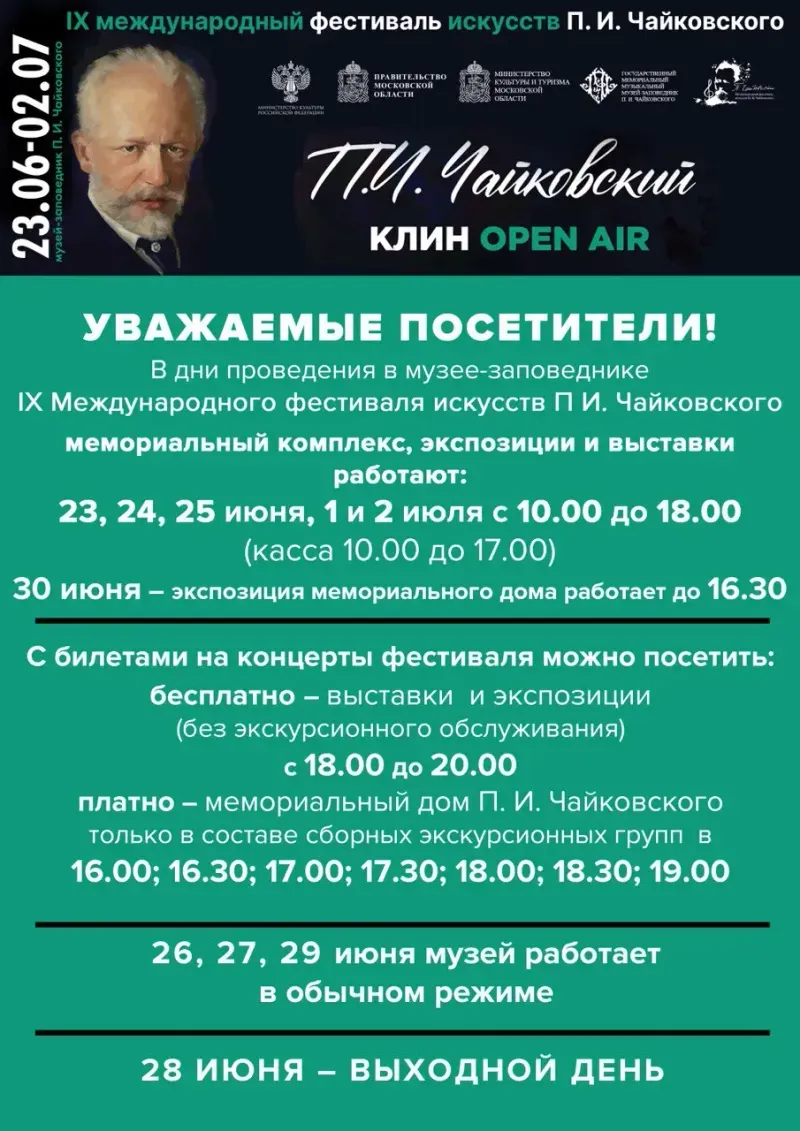 IX международный фестиваль искусств П. И. Чайковского
23.06-02.07
музей-заповедник П. И. Чайковского
МИНИСТЕРСТВО КУЛЬТУРЫ
РОССИЙСКОЙ ФЕДЕРАЦИИ
ПРАВИТЕЛЬСТВО
МОСКОВСКОЙ
ОБЛАСТИ
МИНИСТЕРСТВО
КУЛЬТУРЫ И ТУРИЗМА
МОСКОВСКОЙ
ОБЛАСТИ
ГОСУДАРСТВЕННЫЙ
МЕМОРИАЛЬНЫЙ
МУЗЫКАЛЬНЫЙ
МУЗЕЙ-ЗАПОВЕДНИК
П. И. ЧАЙКОВСКОГО
П.И. Чайковский
КЛИН OPEN AIR
УВАЖАЕМЫЕ ПОСЕТИТЕЛИ!
В дни проведения в музее-заповеднике
IX Международного фестиваля искусств П И. Чайковского
мемориальный комплекс, экспозиции и выставки
работают:
23, 24, 25 июня, 1 и 2 июля с 10.00 до 18.00
(касса 10.00 до 17.00)
30 июня – экспозиция мемориального дома работает до 16.30
С билетами на концерты фестиваля можно посетить:
бесплатно – выставки и экспозиции
(без экскурсионного обслуживания)
с 18.00 до 20.00
платно – мемориальный дом П. И. Чайковского
только в составе сборных экскурсионных групп в
16.00; 16.30; 17.00; 17.30; 18.00; 18.30; 19.00
26, 27, 29 июня музей работает
в обычном режиме
28 ИЮНЯ – ВЫХОДНОЙ ДЕНЬ